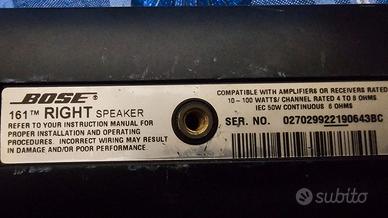 BOSE®
161™ RIGHT SPEAKER
REFER TO YOUR INSTRUCTION MANUAL FOR
PROPER INSTALLATION AND OPERATING
PROCEDURES. INCORRECT WIRING MAY RESULT
IN DAMAGE AND/OR POOR PERFORMANCE.
COMPATIBLE WITH AMPLIFIERS OR RECEIVERS RATED
10 - 100 WATTS/ CHANNEL RATED 4 TO 8 OHMS
IEC 50W CONTINUOUS 6 OHMS
SER. NO. 027029922190643BC
subito